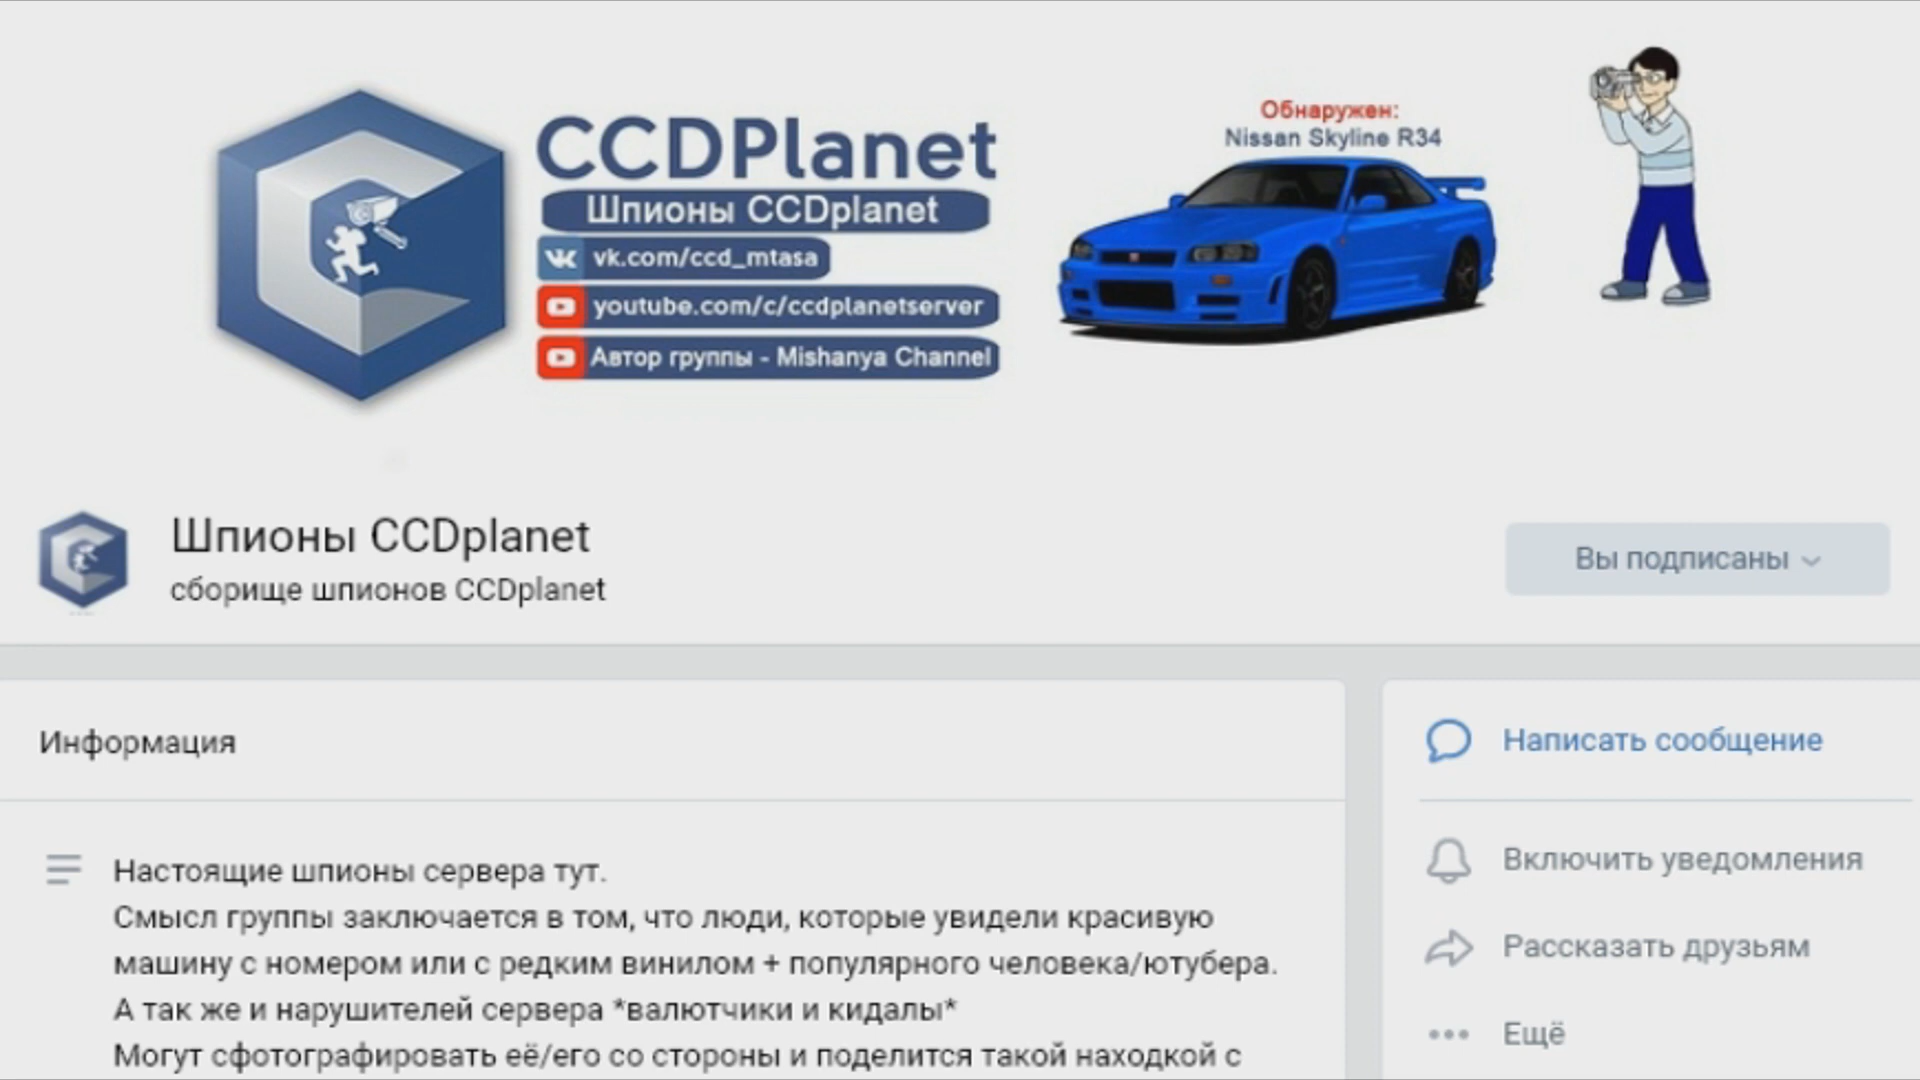 CCDPlanet
Шпионы CCDplanet
vk.com/ccd_mtasa
youtube.com/c/ccdplanetserver
Автор группы - Mishanya Channel
Обнаружен:
Nissan Skyline R34
Шпионы CCDplanet
сборище шпионов CCDplanet
Вы подписаны
Информация
Настоящие шпионы сервера тут.
Смысл группы заключается в том, что люди, которые увидели красивую
машину с номером или с редким винилом + популярного человека/ютубера.
А так же и нарушителей сервера *валютчики и кидалы*
Могут сфотографировать её/его со стороны и поделится такой находкой с
Написать сообщение
Включить уведомления
Рассказать друзьям
Ещё